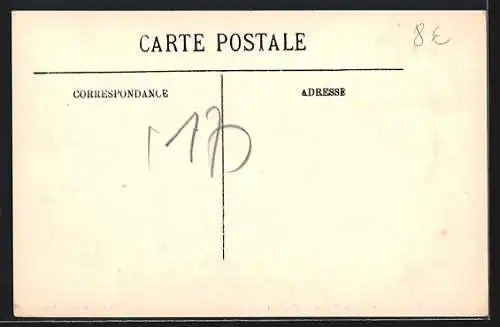 8€
CARTE POSTALE
CORRESPONDANCE
ADRESSE